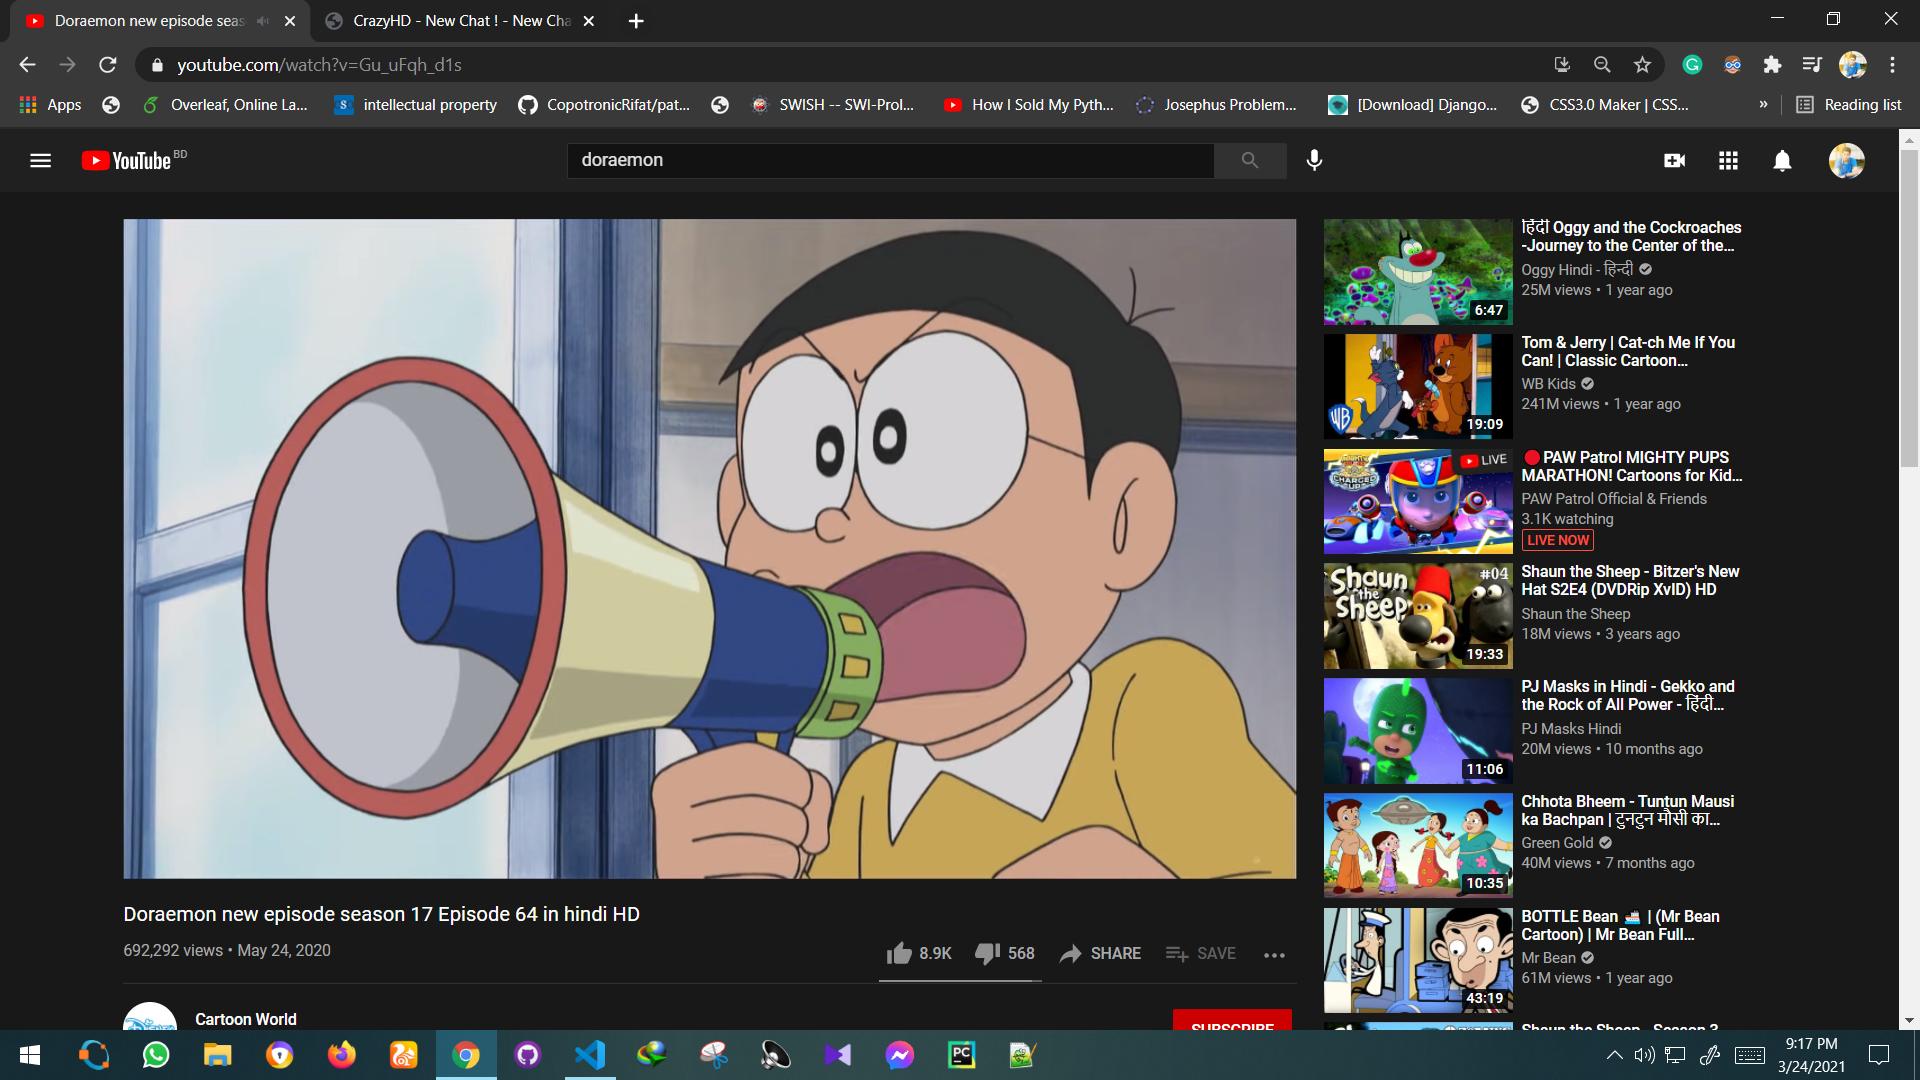 Doraemon new episode seas
CrazyHD - New Chat ! - New Cha
youtube.com/watch?v=Gu_uFqh_d1s
Apps
Overleaf, Online La...
intellectual property
CopotronicRifat/pat...
SWISH -- SWI-Prol...
How I Sold My Pyth...
Josephus Problem...
[Download] Django...
CSS3.0 Maker | CSS...
»
Reading list
YouTube BD
doraemon
हिंदी Oggy and the Cockroaches
-Journey to the Center of the...
Oggy Hindi - हिन्दी
25M views • 1 year ago
6:47
Tom & Jerry | Cat-ch Me If You
Can! | Classic Cartoon...
WB Kids
241M views • 1 year ago
WB
19:09
LIVE
CHARGED UP
PAW Patrol MIGHTY PUPS
MARATHON! Cartoons for Kid...
PAW Patrol Official & Friends
3.1K watching
LIVE NOW
Shaun the Sheep
#04
19:33
Shaun the Sheep - Bitzer's New
Hat S2E4 (DVDRip XvID) HD
Shaun the Sheep
18M views • 3 years ago
PJ Masks in Hindi - Gekko and
the Rock of All Power - हिंदी...
PJ Masks Hindi
20M views • 10 months ago
11:06
Chhota Bheem - Tuntun Mausi
ka Bachpan | टुनटुन मौसी का...
Green Gold
40M views • 7 months ago
10:35
BOTTLE Bean | (Mr Bean
Cartoon) | Mr Bean Full...
Mr Bean
61M views • 1 year ago
43:19
Shaun the Sheep - Season 3
Doraemon new episode season 17 Episode 64 in hindi HD
692,292 views • May 24, 2020
8.9K
568
SHARE
SAVE
Cartoon World
SUBSCRIBE
PC
9:17 PM
3/24/2021